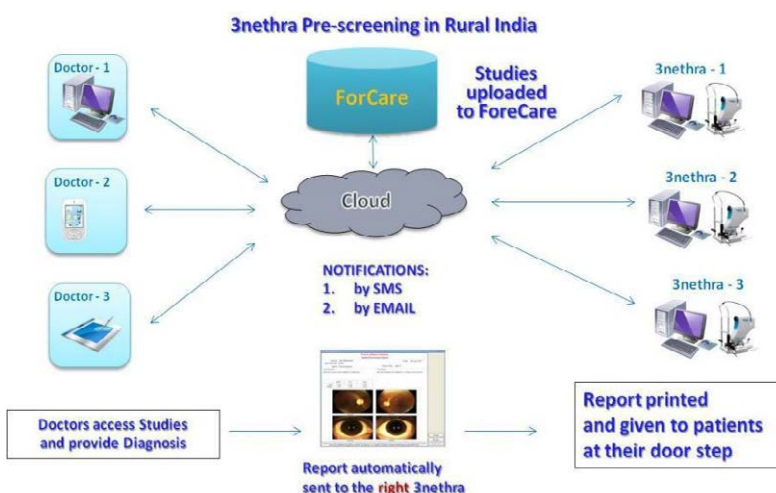 3nethra Pre-screening in Rural India
Doctor - 1
ForCare
Studies
uploaded
to ForeCare
3nethra - 1
Doctor - 2
Cloud
3nethra - 2
Doctor - 3
NOTIFICATIONS:
1. by SMS
2. by EMAIL
3nethra - 3
Doctors access Studies
and provide Diagnosis
Report automatically
sent to the right 3nethra
Report printed
and given to patients
at their door step